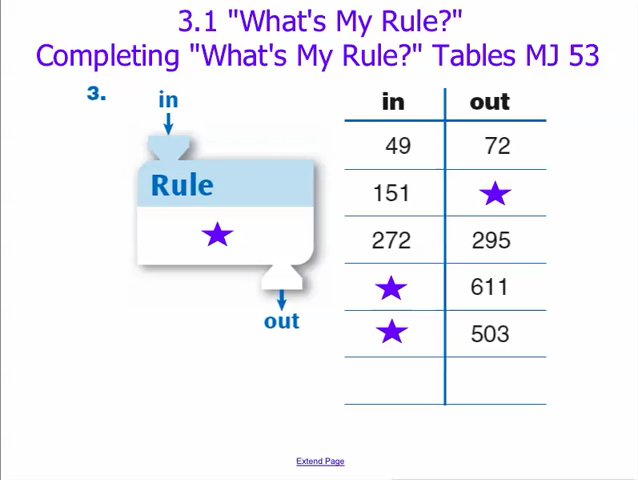 3.1 "What's My Rule?"
Completing "What's My Rule?" Tables MJ 53
3.
in
Rule
out
in out
49 72
151
272 295
611
503
Extend Page